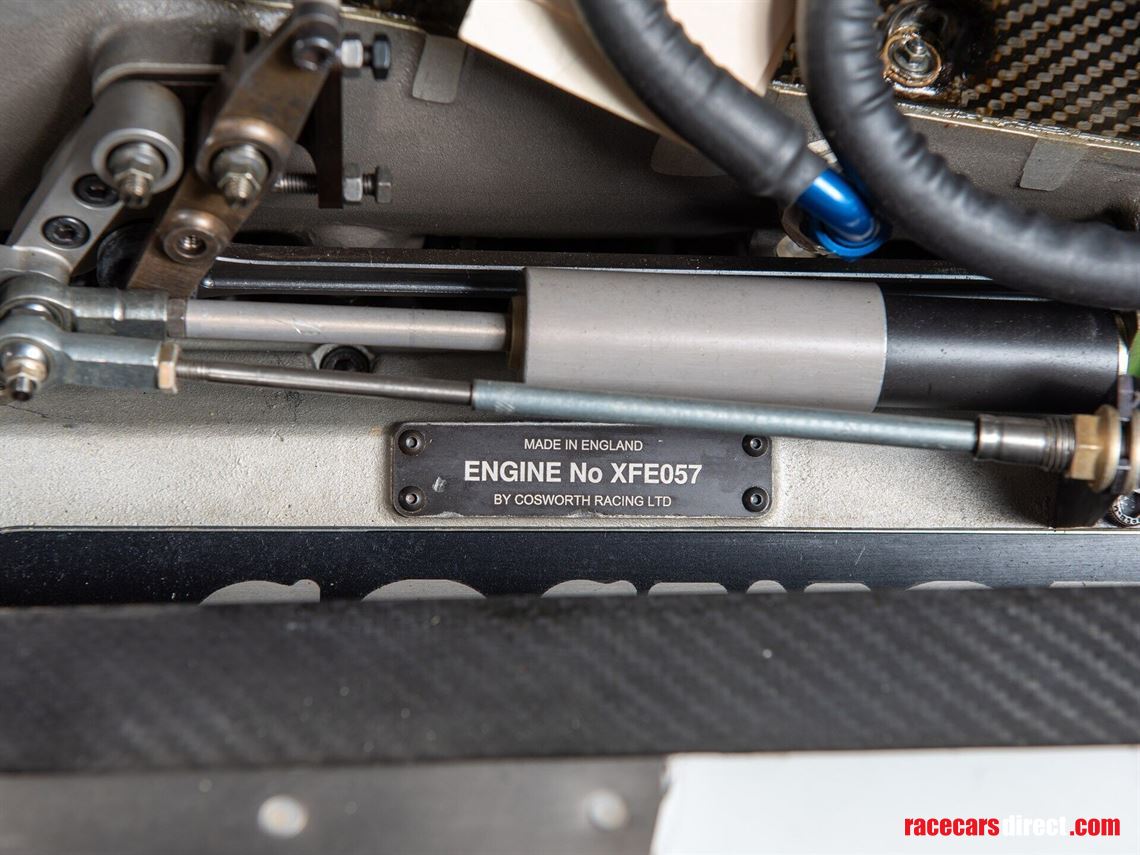 MADE IN ENGLAND
ENGINE No XFE057
BY COSWORTH RACING LTD
racecarsdirect.com